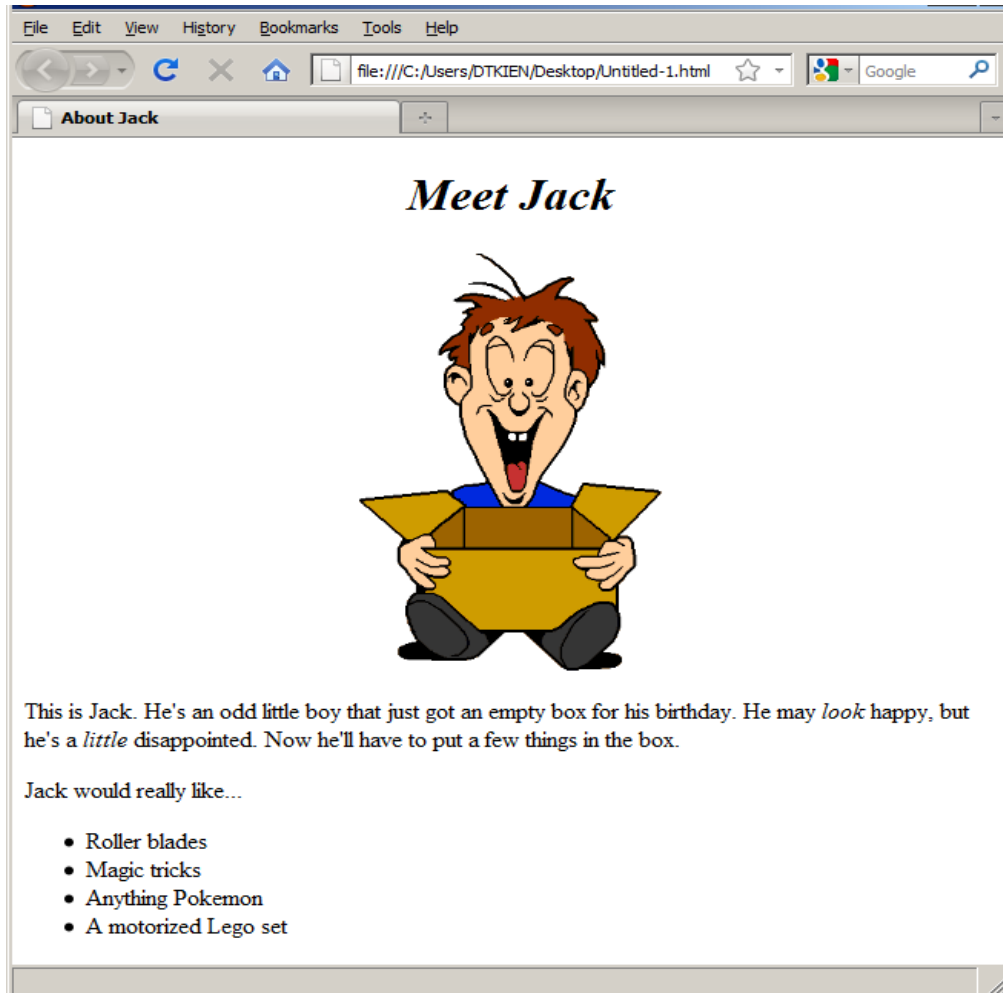 File Edit View History Bookmarks Tools Help
file:///C:/Users/DTKIEN/Desktop/Untitled-1.html Google
About Jack
Meet Jack
This is Jack. He's an odd little boy that just got an empty box for his birthday. He may look happy, but
he's a little disappointed. Now he'll have to put a few things in the box.
Jack would really like...
• Roller blades
• Magic tricks
• Anything Pokemon
• A motorized Lego set